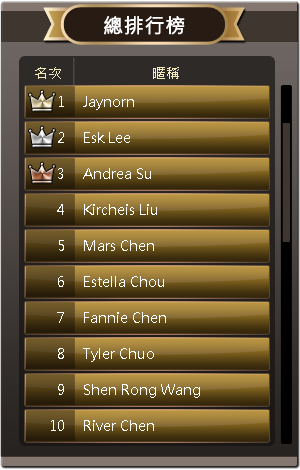 總排行榜
名次 暱稱
1 Jaynorn
2 Esk Lee
3 Andrea Su
4 Kircheis Liu
5 Mars Chen
6 Estella Chou
7 Fannie Chen
8 Tyler Chuo
9 Shen Rong Wang
10 River Chen